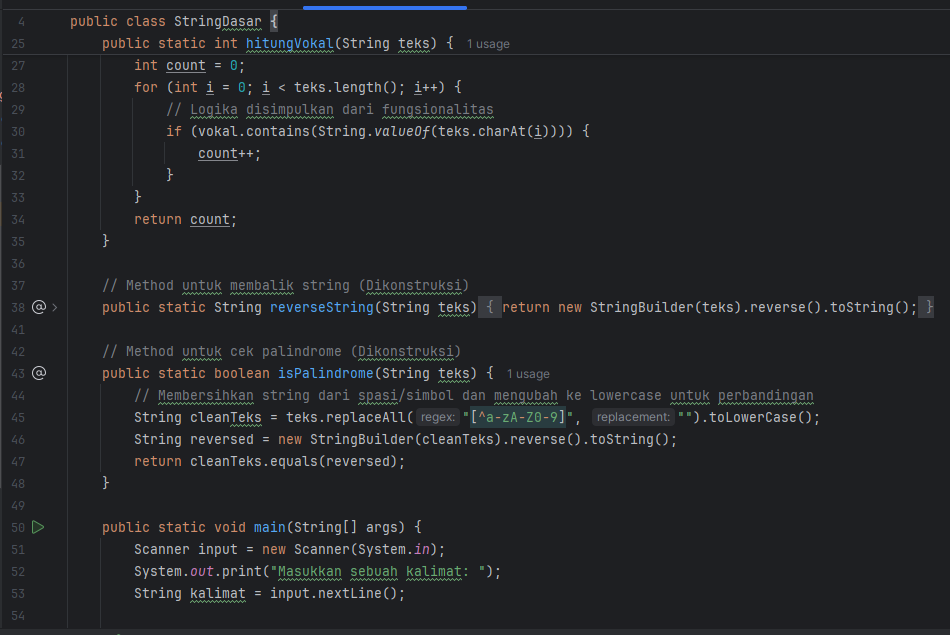 4 public class StringDasar {
25 public static int hitungVokal(String teks) { 1 usage
27 int count = 0;
28 for (int i = 0; i < teks.length(); i++) {
29 // Logika disimpulkan dari fungsionalitas
30 if (vokal.contains(String.valueOf(teks.charAt(i)))) {
31 count++;
32 }
33 }
34 return count;
35 }
36
37 // Method untuk membalik string (Dikonstruksi)
38 @ > public static String reverseString(String teks) { return new StringBuilder(teks).reverse().toString(); }
41
42 // Method untuk cek palindrome (Dikonstruksi)
43 @ public static boolean isPalindrome(String teks) { 1 usage
44 // Membersihkan string dari spasi/simbol dan mengubah ke lowercase untuk perbandingan
45 String cleanTeks = teks.replaceAll( regex: "[^a-zA-Z0-9]", replacement: "").toLowerCase();
46 String reversed = new StringBuilder(cleanTeks).reverse().toString();
47 return cleanTeks.equals(reversed);
48 }
49
50 public static void main(String[] args) {
51 Scanner input = new Scanner(System.in);
52 System.out.print("Masukkan sebuah kalimat: ");
53 String kalimat = input.nextLine();
54